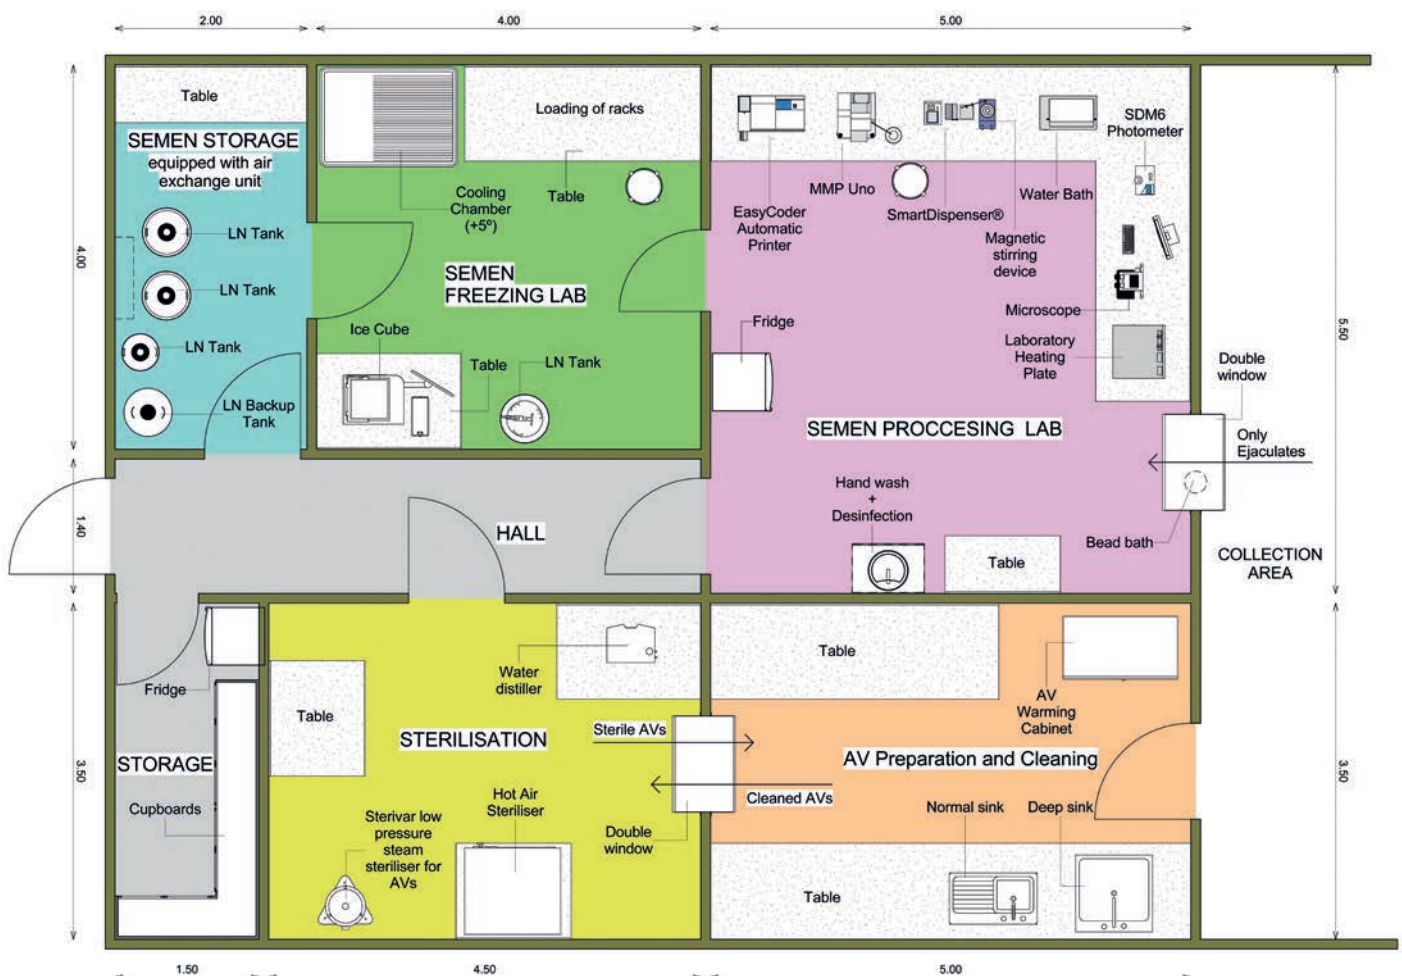 2.00
4.00
5.00
Table
SEMEN STORAGE
equipped with air
exchange unit
LN Tank
LN Tank
LN Tank
LN Backup
Tank
4.00
Loading of racks
Cooling
Chamber
(+5º)
Table
SEMEN
FREEZING LAB
Ice Cube
Table
LN Tank
EasyCoder
Automatic
Printer
MMP Uno
SmartDispenser®
Magnetic
stirring
device
Water Bath
SDM6
Photometer
Microscope
Laboratory
Heating
Plate
Fridge
SEMEN PROCCESING LAB
Hand wash
+
Desinfection
Table
Bead bath
Double
window
Only
Ejaculates
COLLECTION
AREA
5.50
1.40
HALL
3.50
Fridge
STORAGE
Cupboards
Table
Water
distiller
STERILISATION
Sterivar low
pressure
steam
steriliser for
AVs
Hot Air
Steriliser
Sterile AVs
Cleaned AVs
Double
window
Table
AV
Warming
Cabinet
AV Preparation and Cleaning
Normal sink
Deep sink
Table
3.50
1.50
4.50
5.00